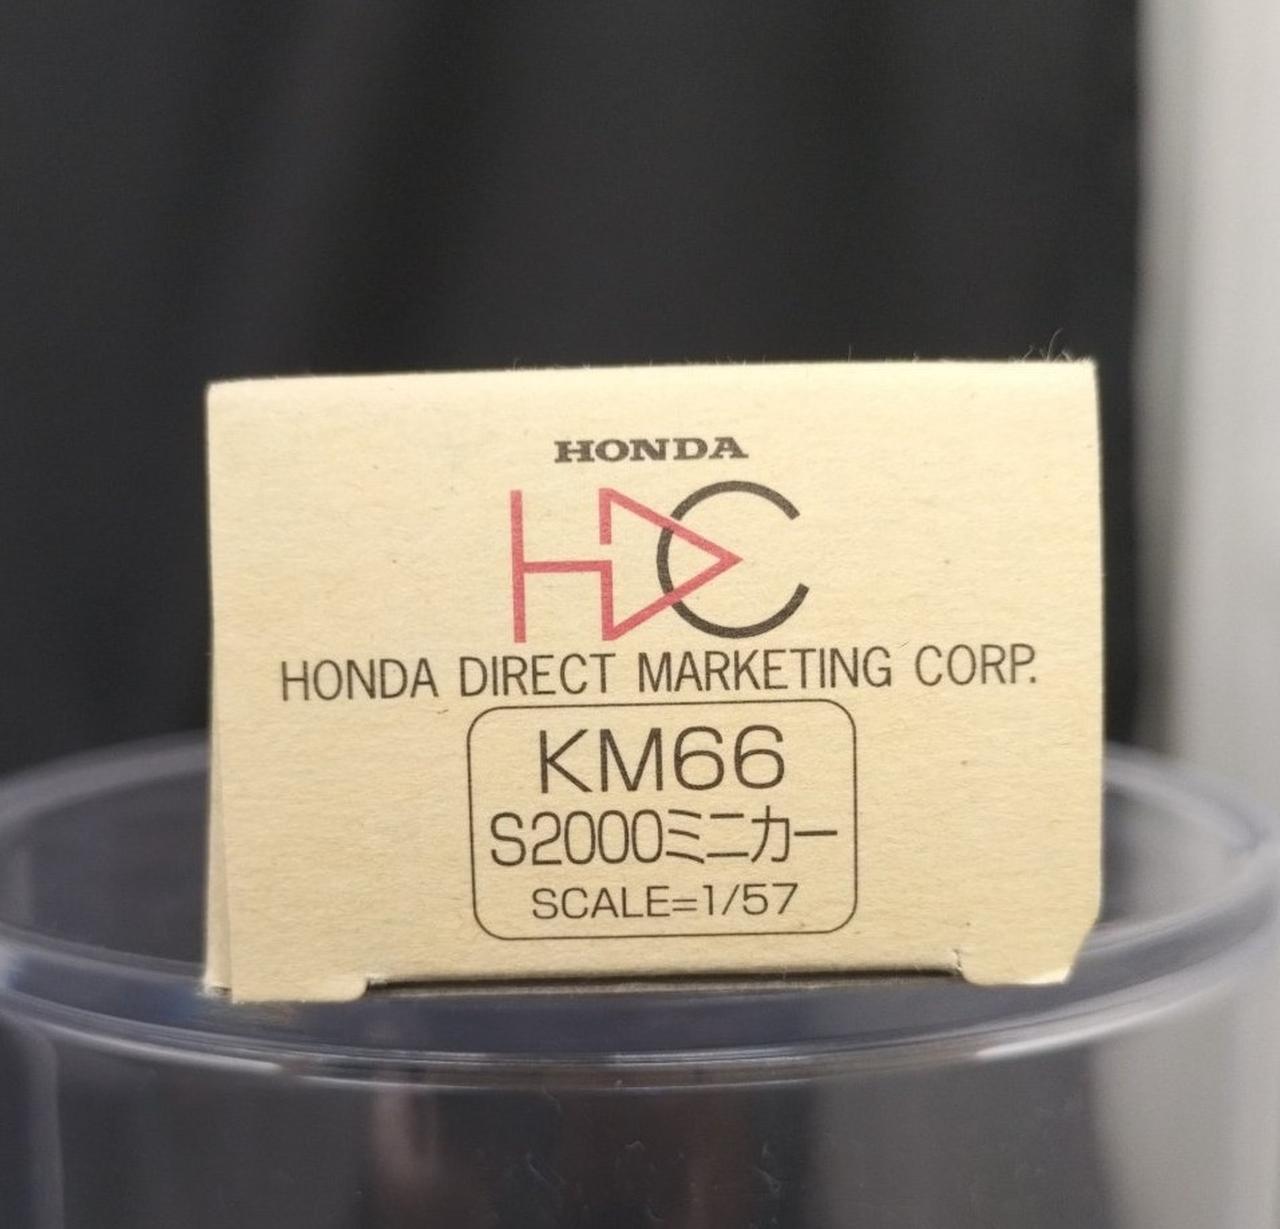 HONDA
HDC
HONDA DIRECT MARKETING CORP.
KM66
S2000ミニカー
SCALE=1/57